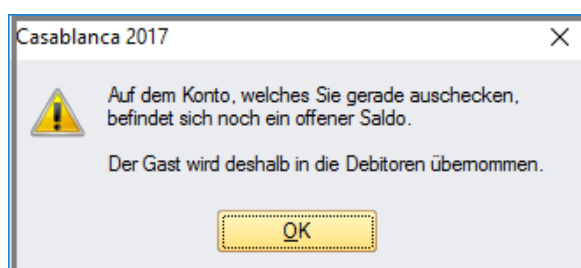 Casablanca 2017
Auf dem Konto, welches Sie gerade auschecken,
befindet sich noch ein offener Saldo.
Der Gast wird deshalb in die Debitoren übernommen.
OK